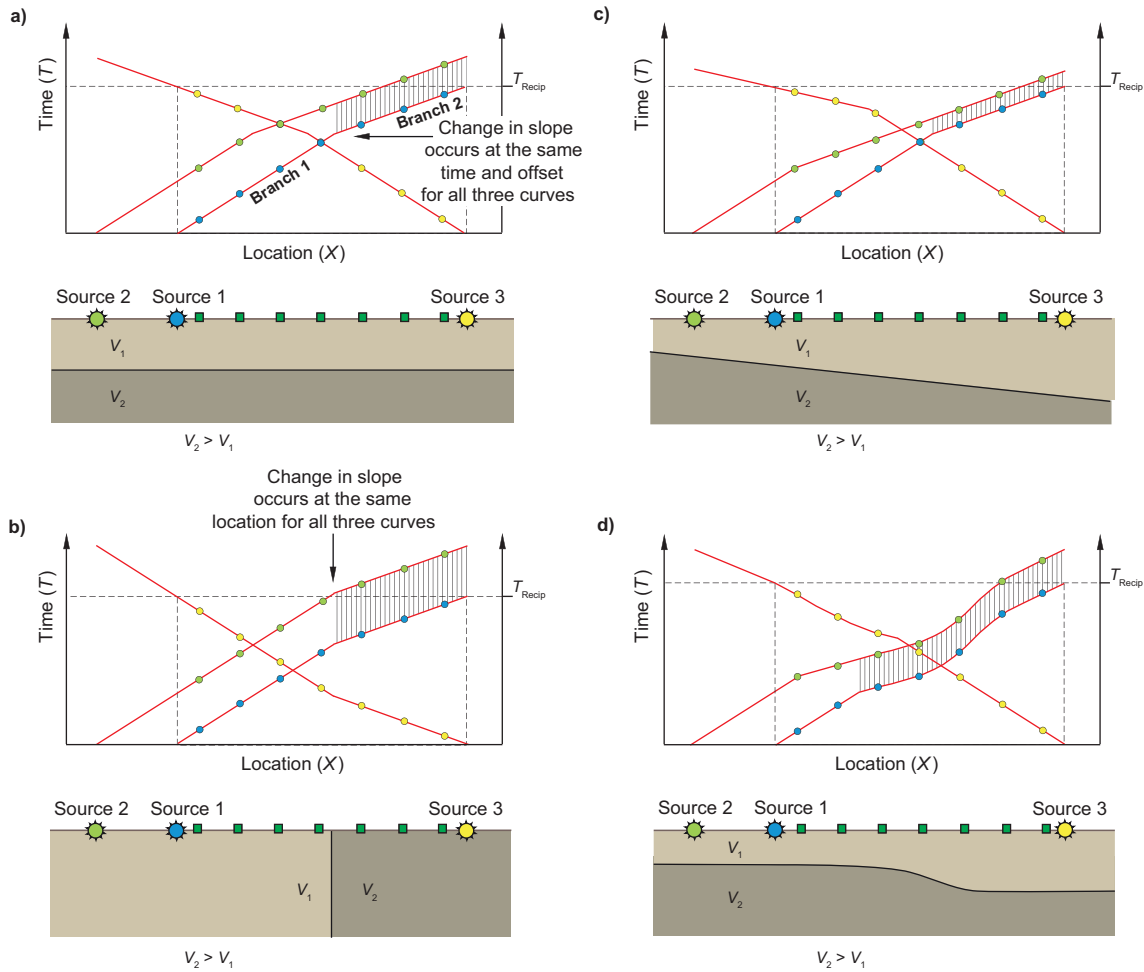 a)
Time (T)
T Recip
Branch 2
Branch 1
Change in slope
occurs at the same
time and offset
for all three curves
Location (X)
Source 2
Source 1
Source 3
V1
V2
V2 > V1
c)
Time (T)
T Recip
Location (X)
Source 2
Source 1
Source 3
V1
V2
V2 > V1
b)
Change in slope
occurs at the same
location for all three curves
Time (T)
T Recip
Location (X)
Source 2
Source 1
Source 3
V1
V2
V2 > V1
d)
Time (T)
T Recip
Location (X)
Source 2
Source 1
Source 3
V1
V2
V2 > V1